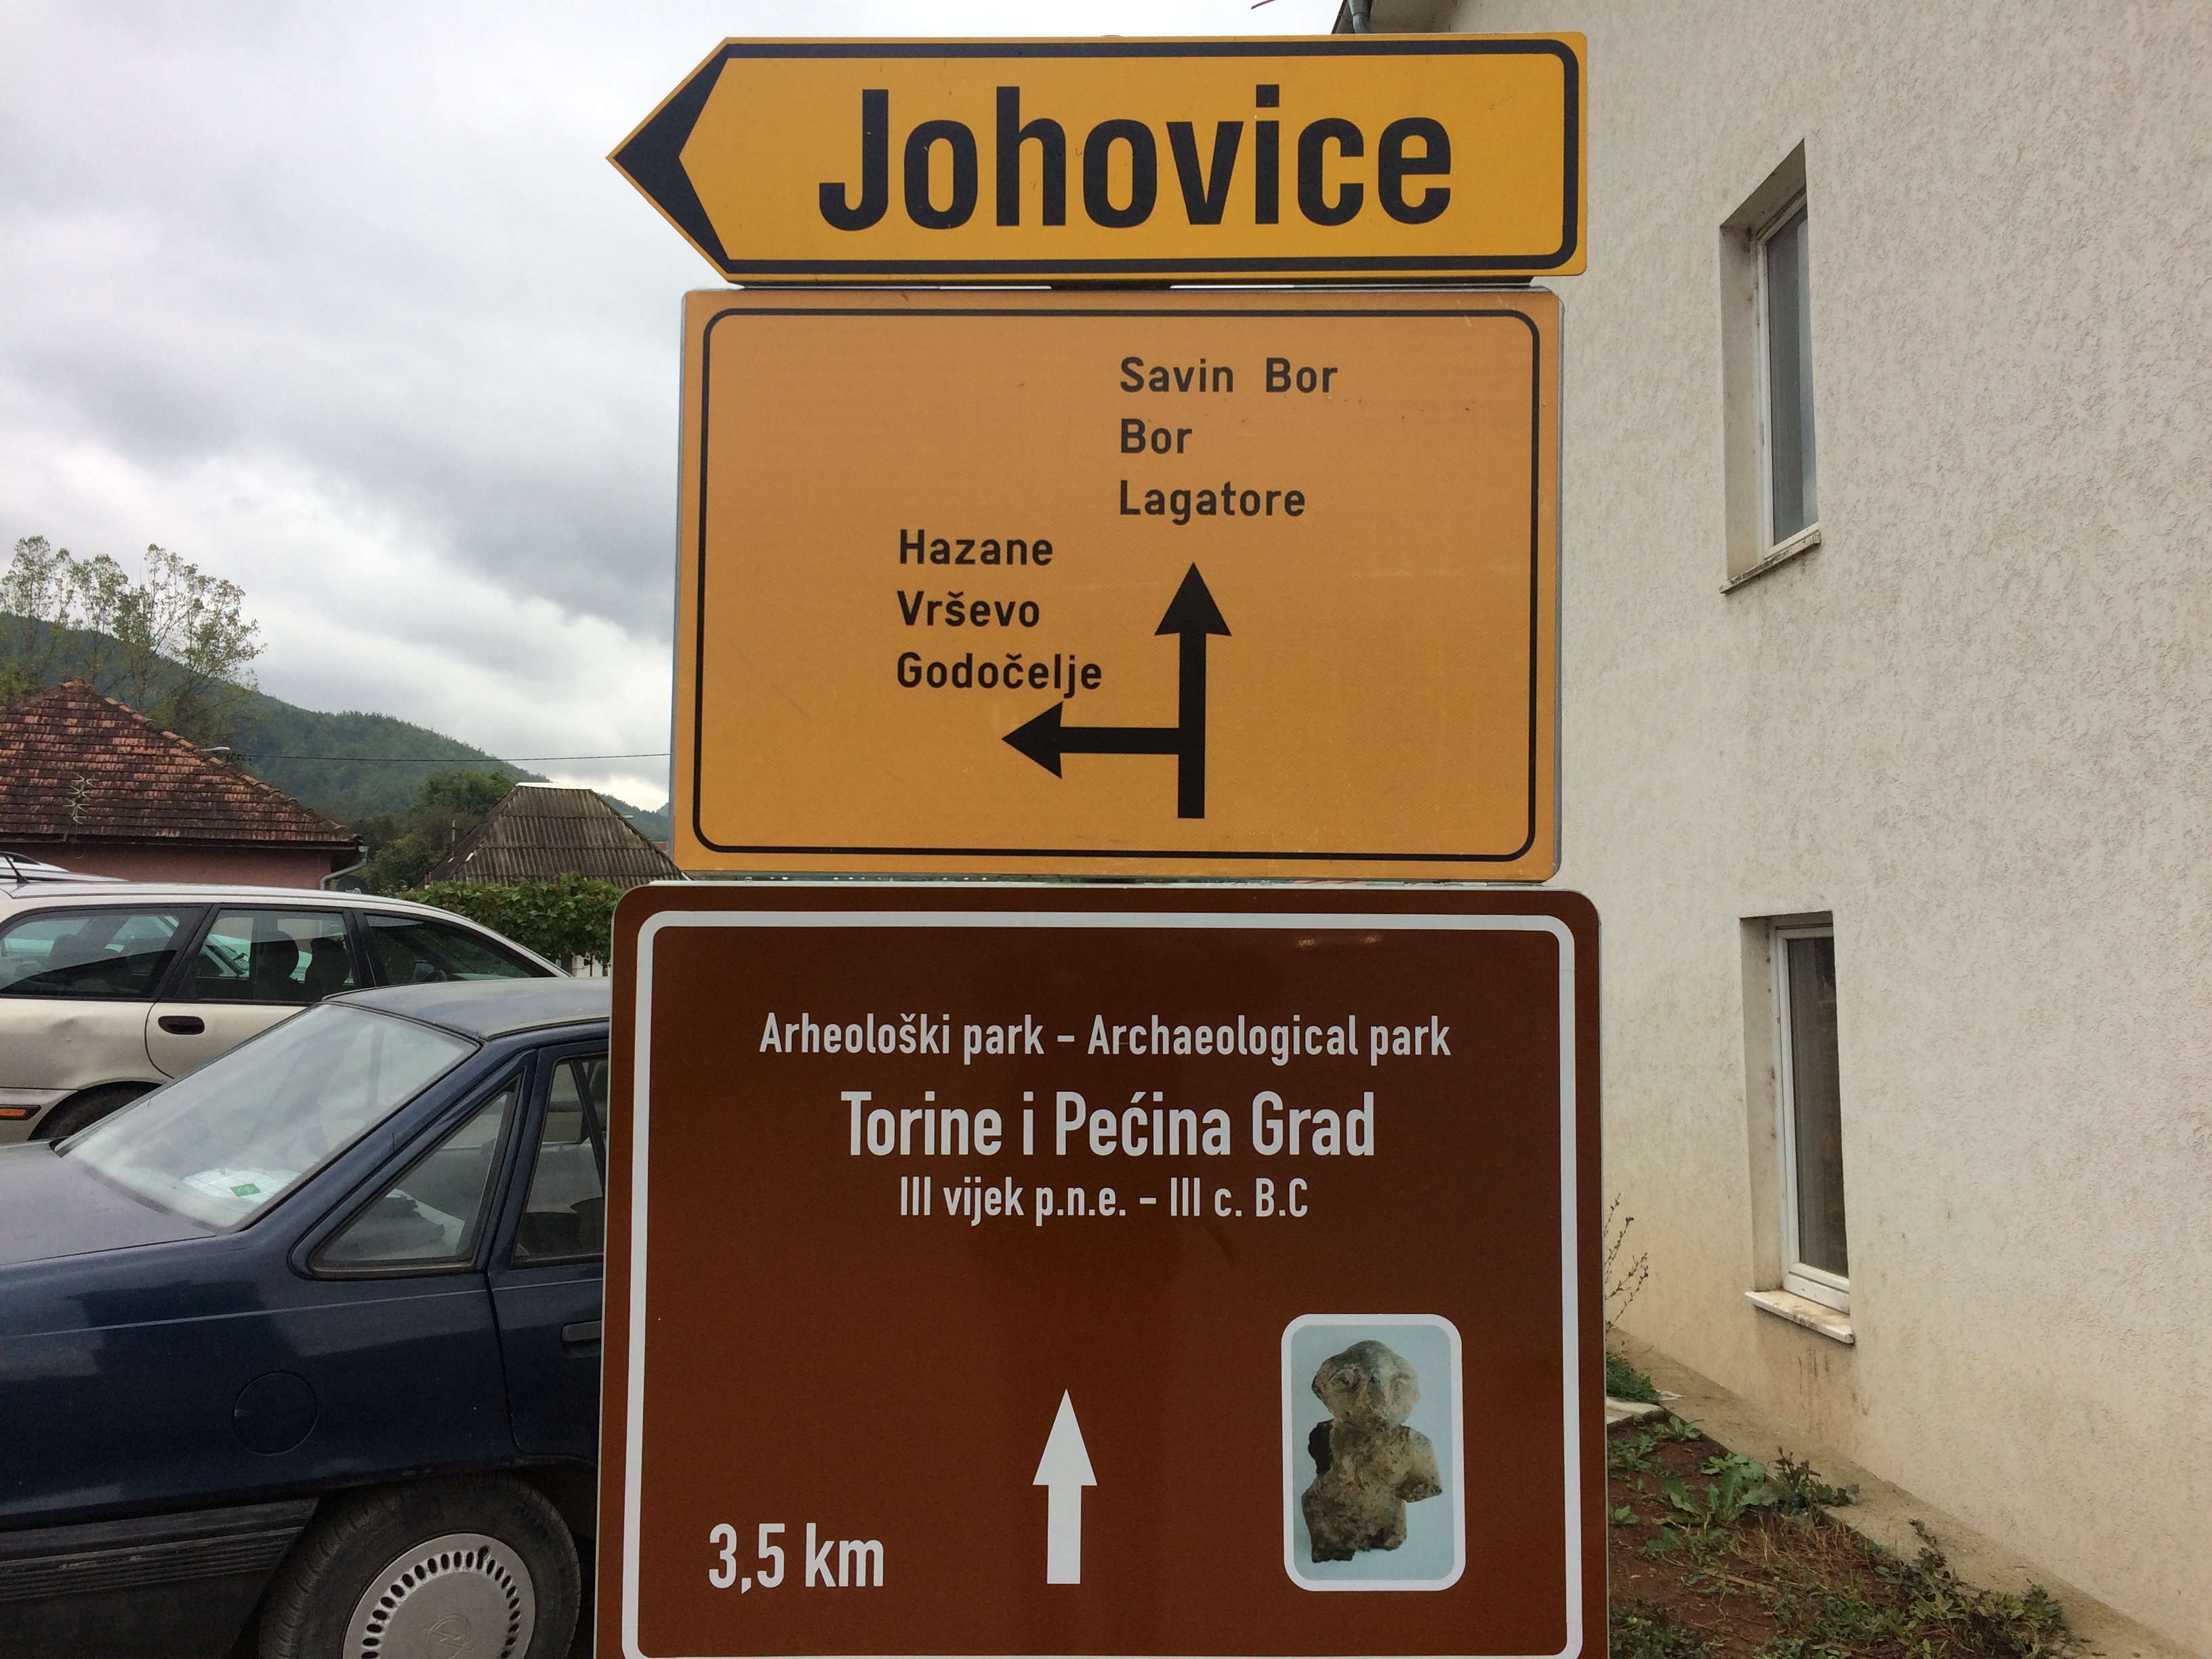 Johovice
Savin Bor
Bor
Lagatore
Hazane
Vrševo
Godočelje
Arheološki park - Archaeological park
Torine i Pećina Grad
III vijek p.n.e. - III c. B.C
3,5 km